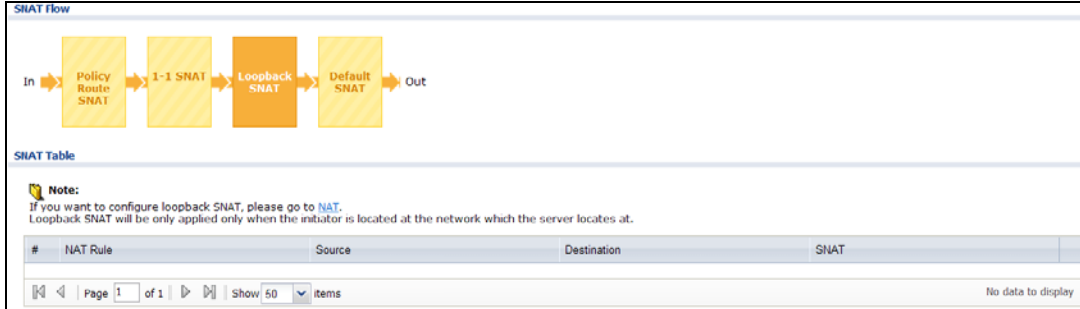 SNAT Flow
In
Policy Route SNAT
1-1 SNAT
Loopback SNAT
Default SNAT
Out
SNAT Table
Note:
If you want to configure loopback SNAT, please go to NAT.
Loopback SNAT will be only applied only when the initiator is located at the network which the server locates at.
# NAT Rule Source Destination SNAT
Page 1 of 1 Show 50 items No data to display